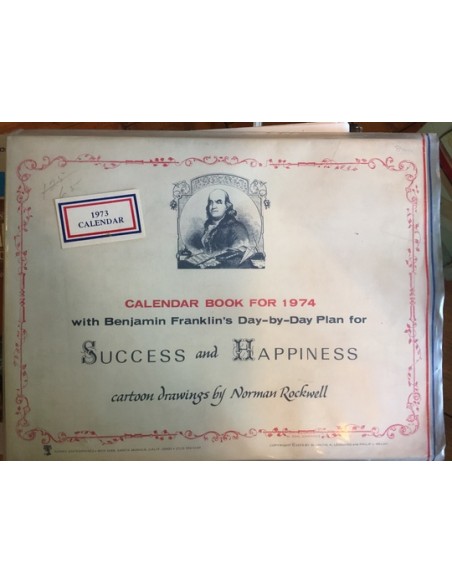 1973
CALENDAR
CALENDAR BOOK FOR 1974
with Benjamin Franklin's Day-by-Day Plan for
SUCCESS and HAPPINESS
cartoon drawings by Norman Rockwell